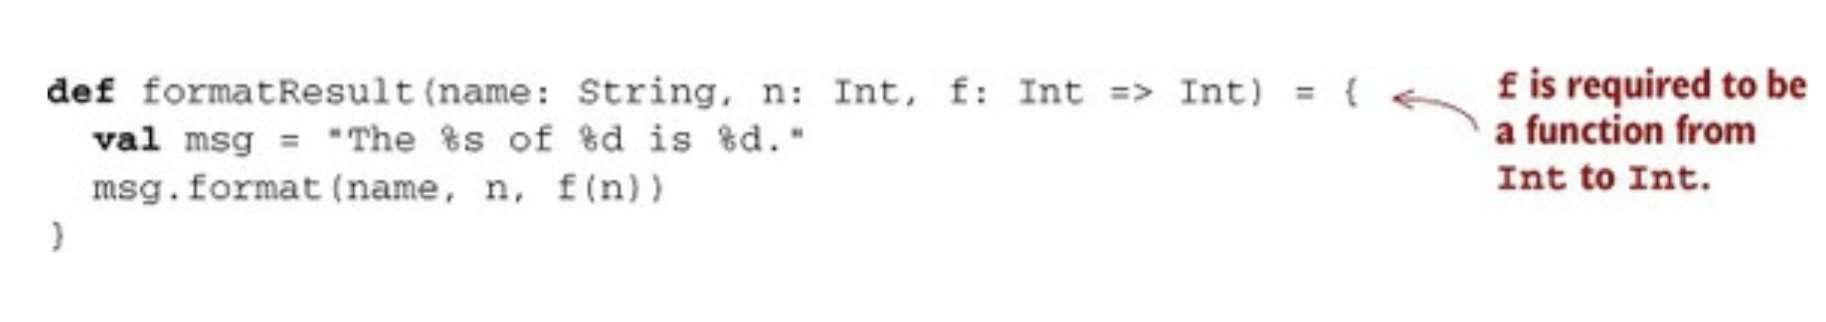 def formatResult(name: String, n: Int, f: Int => Int) = {
  val msg = "The %s of %d is %d."
  msg.format(name, n, f(n))
}
f is required to be
a function from
Int to Int.